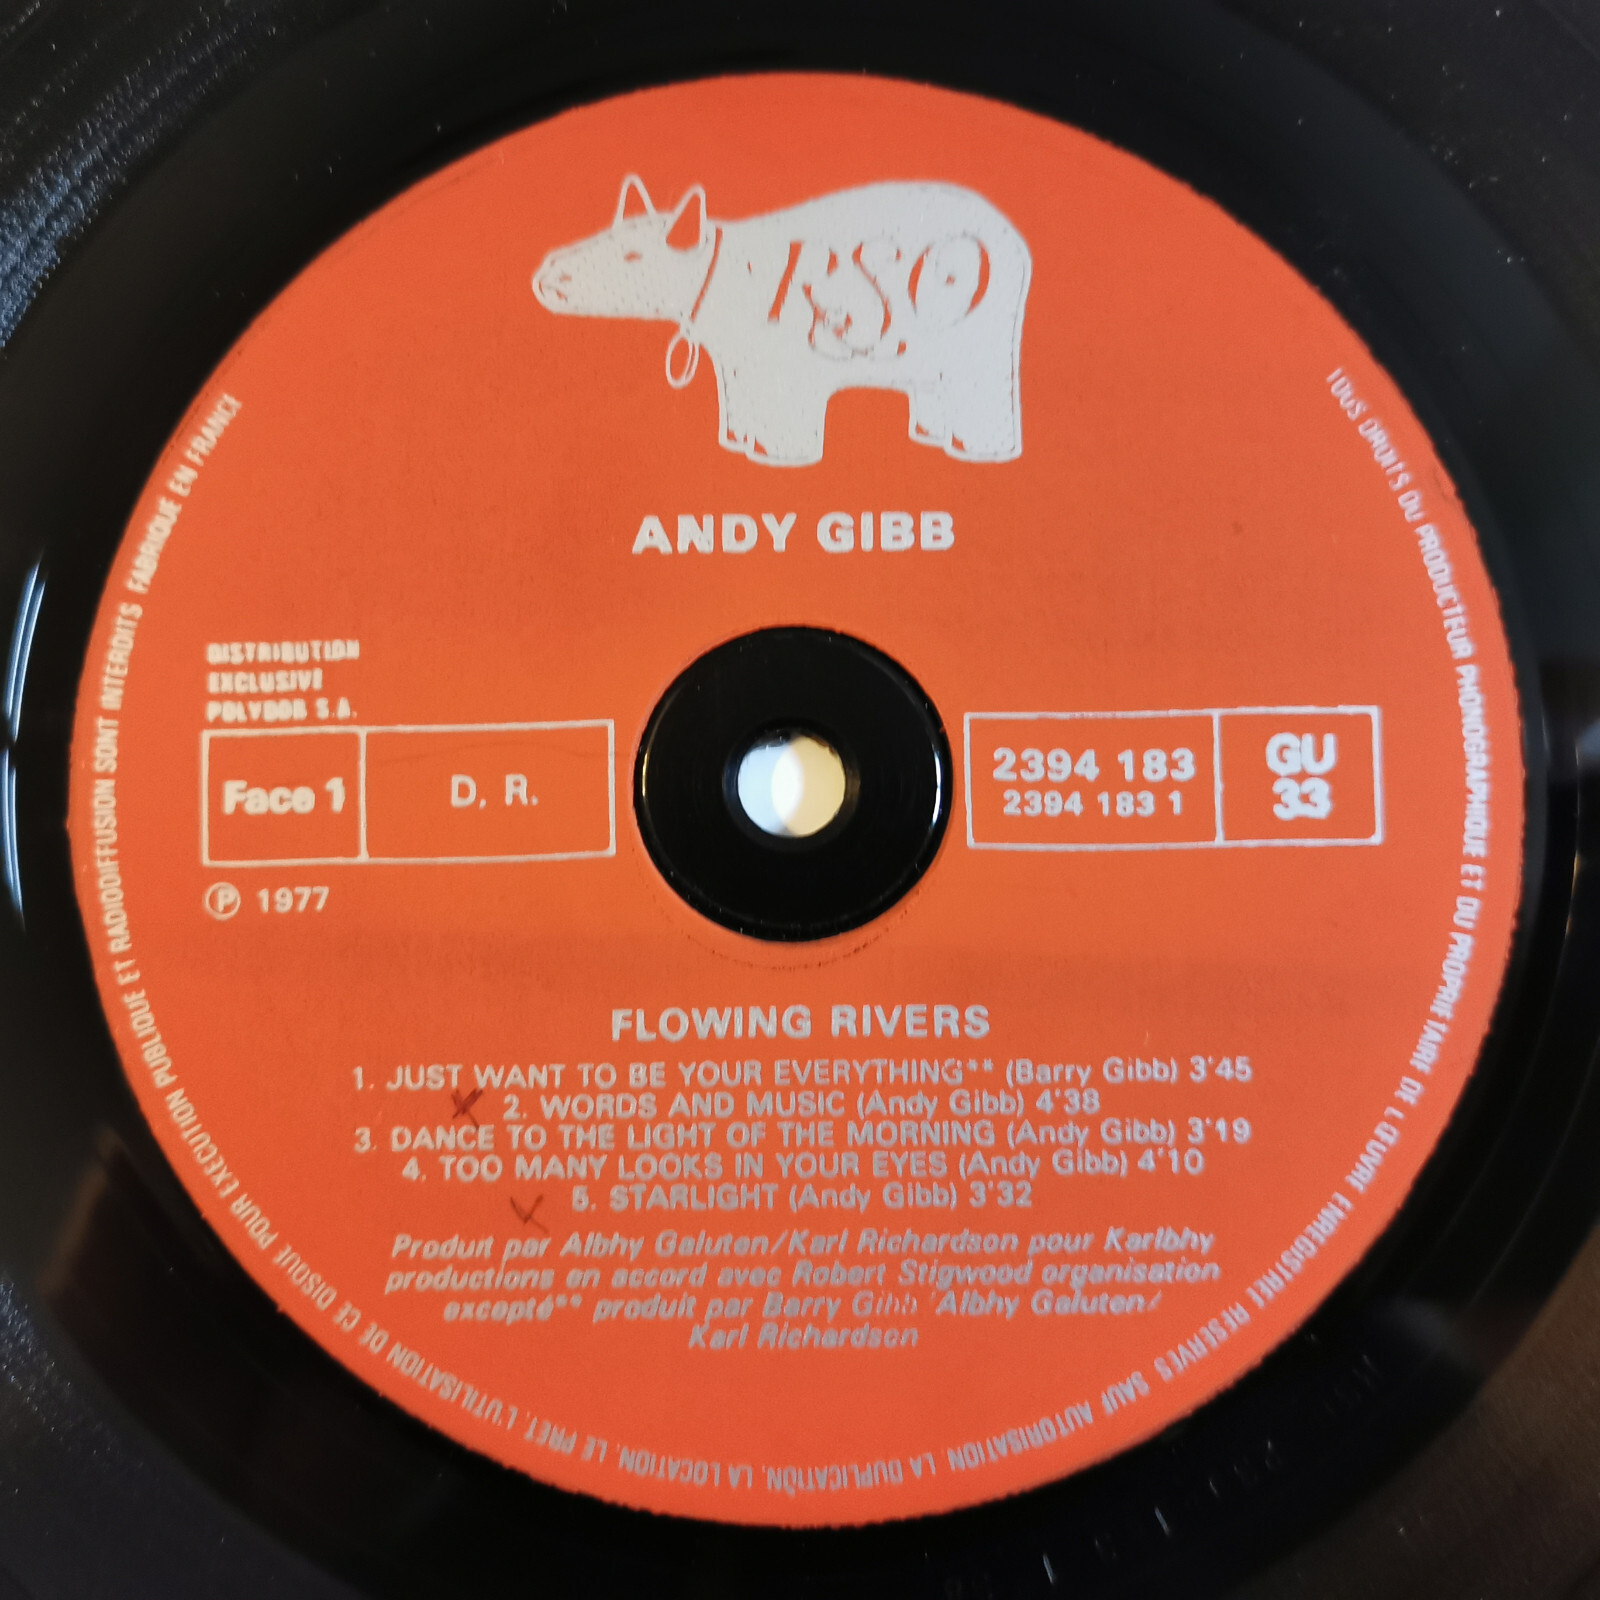 RSO
ANDY GIBB
DISTRIBUTION
EXCLUSIVE
POLYDOR S.A.
Face 1
D. R.
2394 183
2394 183 1
GU
33
℗ 1977
FLOWING RIVERS
1. JUST WANT TO BE YOUR EVERYTHING** (Barry Gibb) 3'45
2. WORDS AND MUSIC (Andy Gibb) 4'38
3. DANCE TO THE LIGHT OF THE MORNING (Andy Gibb) 3'19
4. TOO MANY LOOKS IN YOUR EYES (Andy Gibb) 4'10
5. STARLIGHT (Andy Gibb) 3'32
Produit par Albhy Galuten/Karl Richardson pour Karlbhy
productions en accord avec Robert Stigwood organisation
excepté** produit par Barry Gibb/Albhy Galuten/
Karl Richardson
TOUS DROITS DU PRODUCTEUR PHONOGRAPHIQUE ET DU PROPRIETAIRE DE L'ŒUVRE ENREGISTREE RESERVES SAUF AUTORISATION. LA DUPLICATION, LA LOCATION, LE PRET, L'UTILISATION DE CE DISQUE POUR EXECUTION PUBLIQUE ET RADIODIFFUSION SONT INTERDITS FABRIQUE EN FRANCE